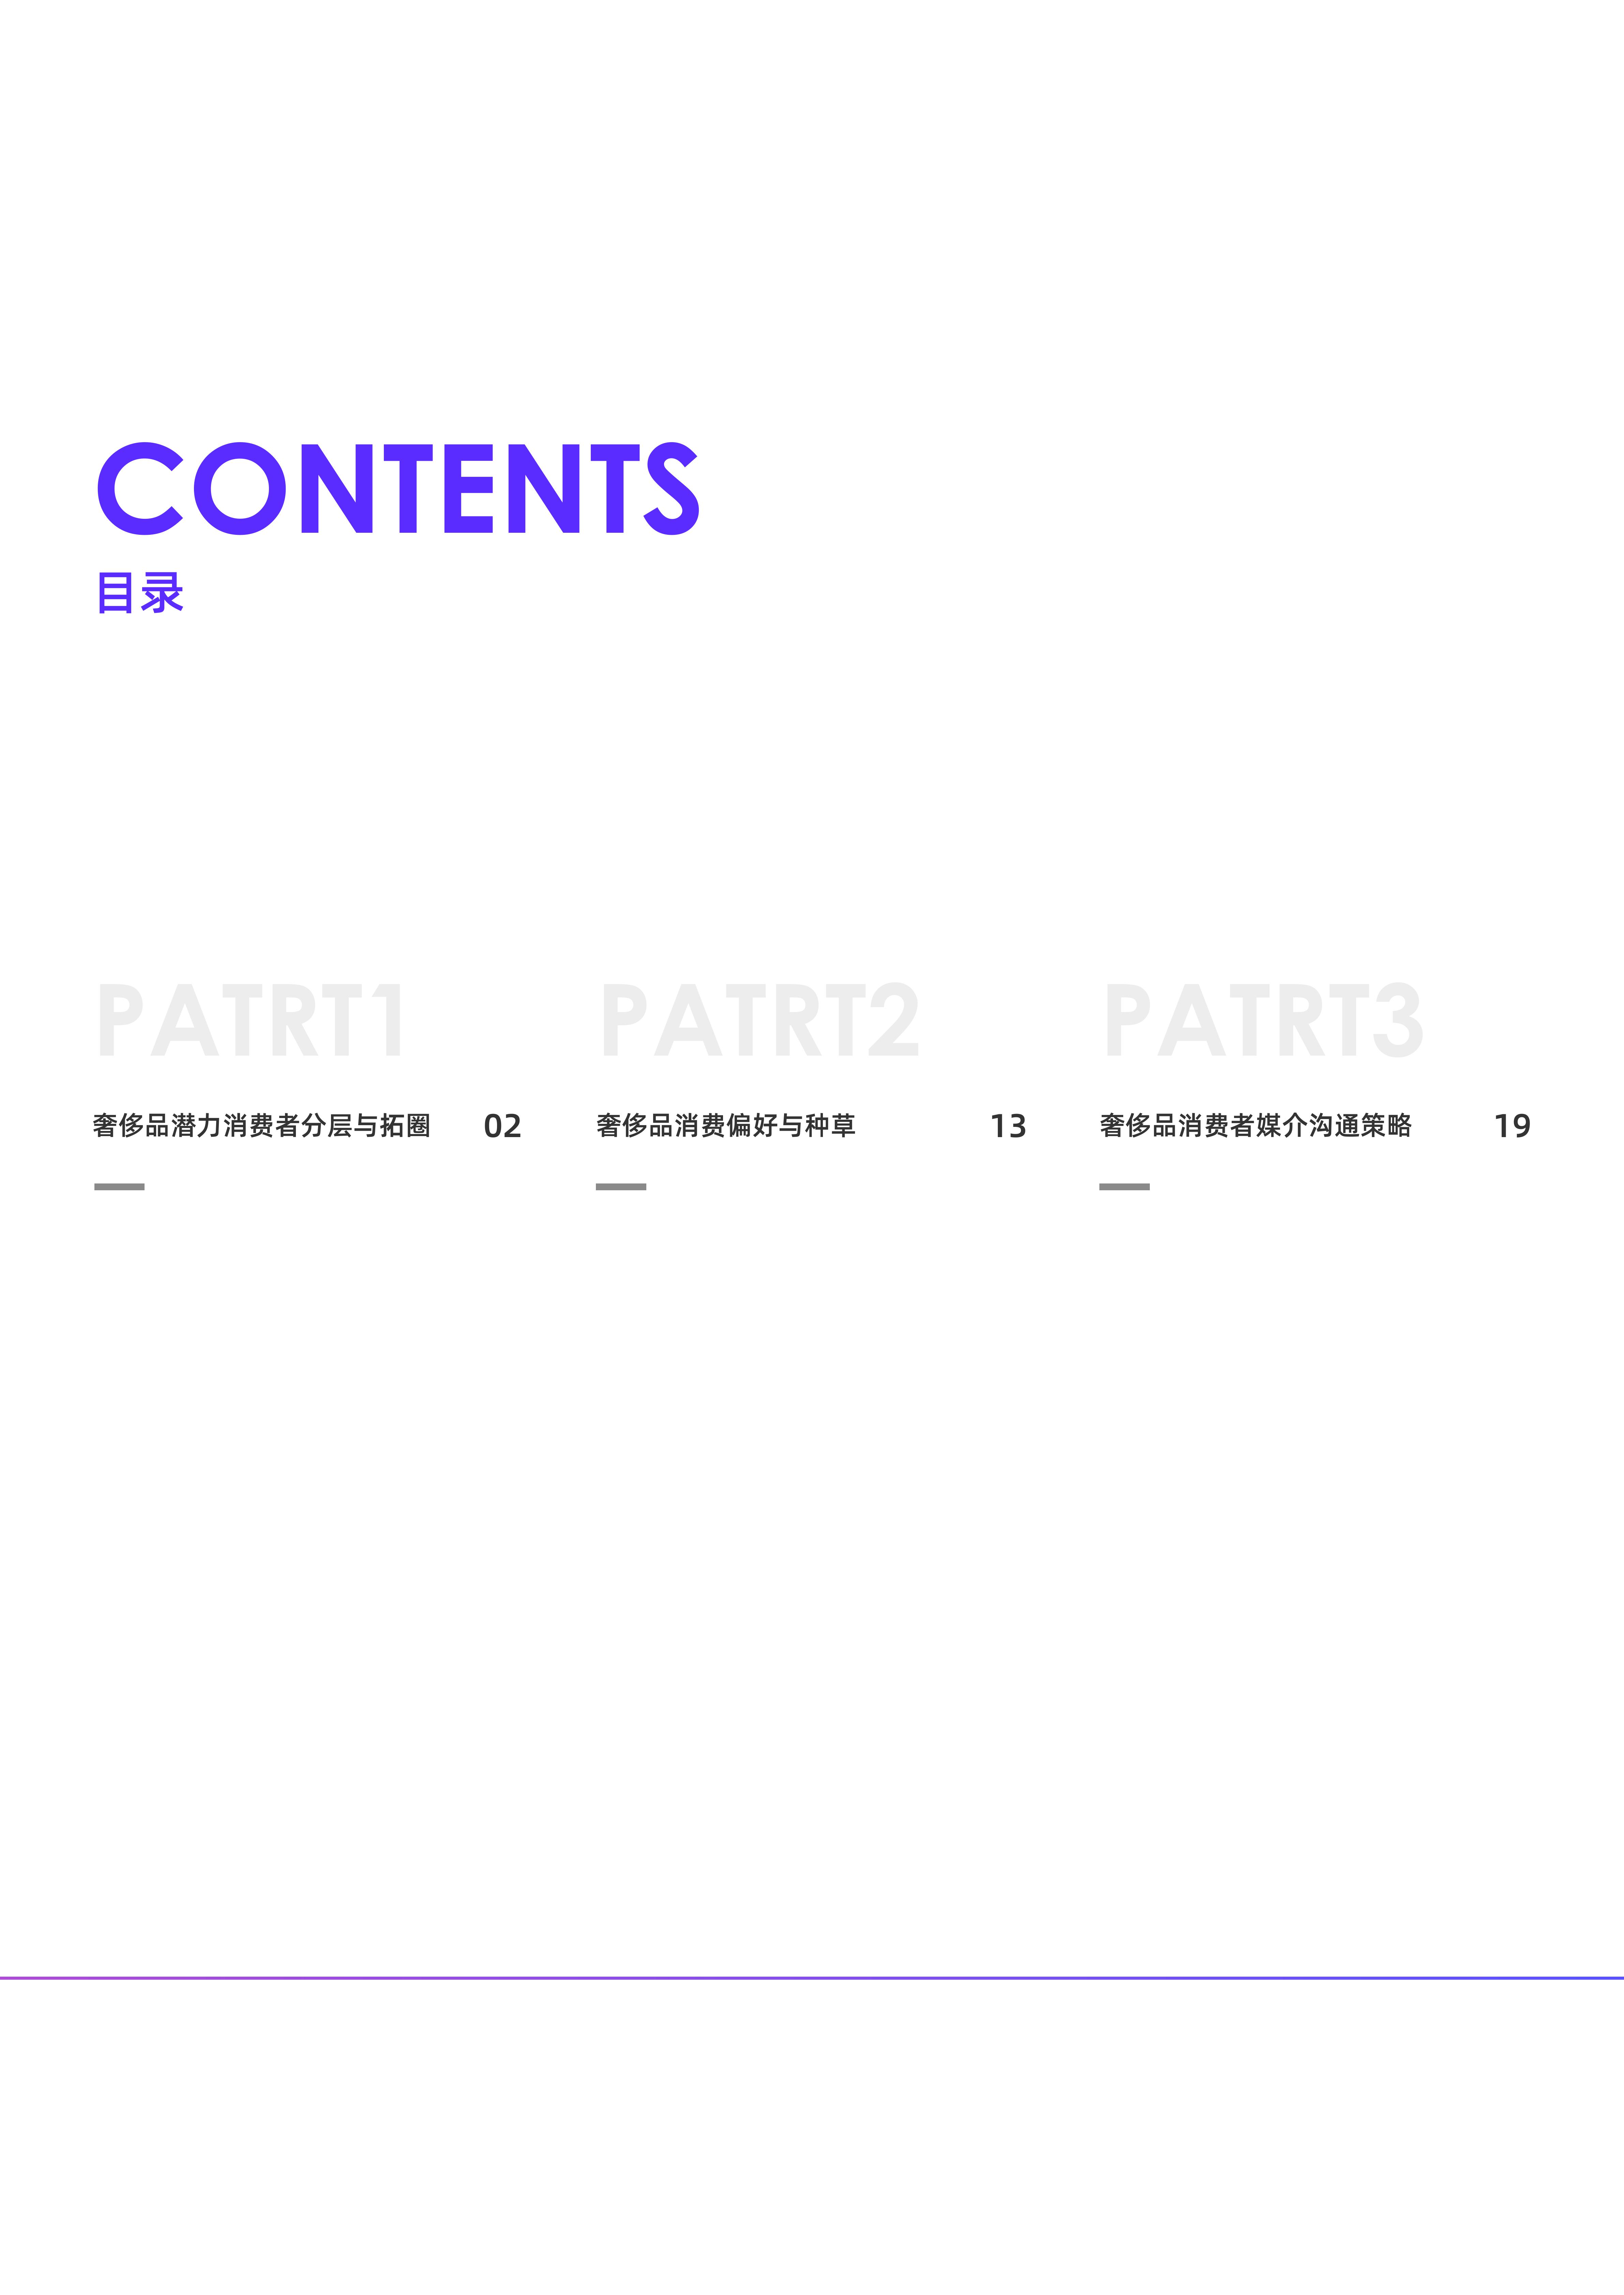 CONTENTS
目录
PATRT1
奢侈品潜力消费者分层与拓圈 02
PATRT2
奢侈品消费偏好与种草 13
PATRT3
奢侈品消费者媒介沟通策略 19